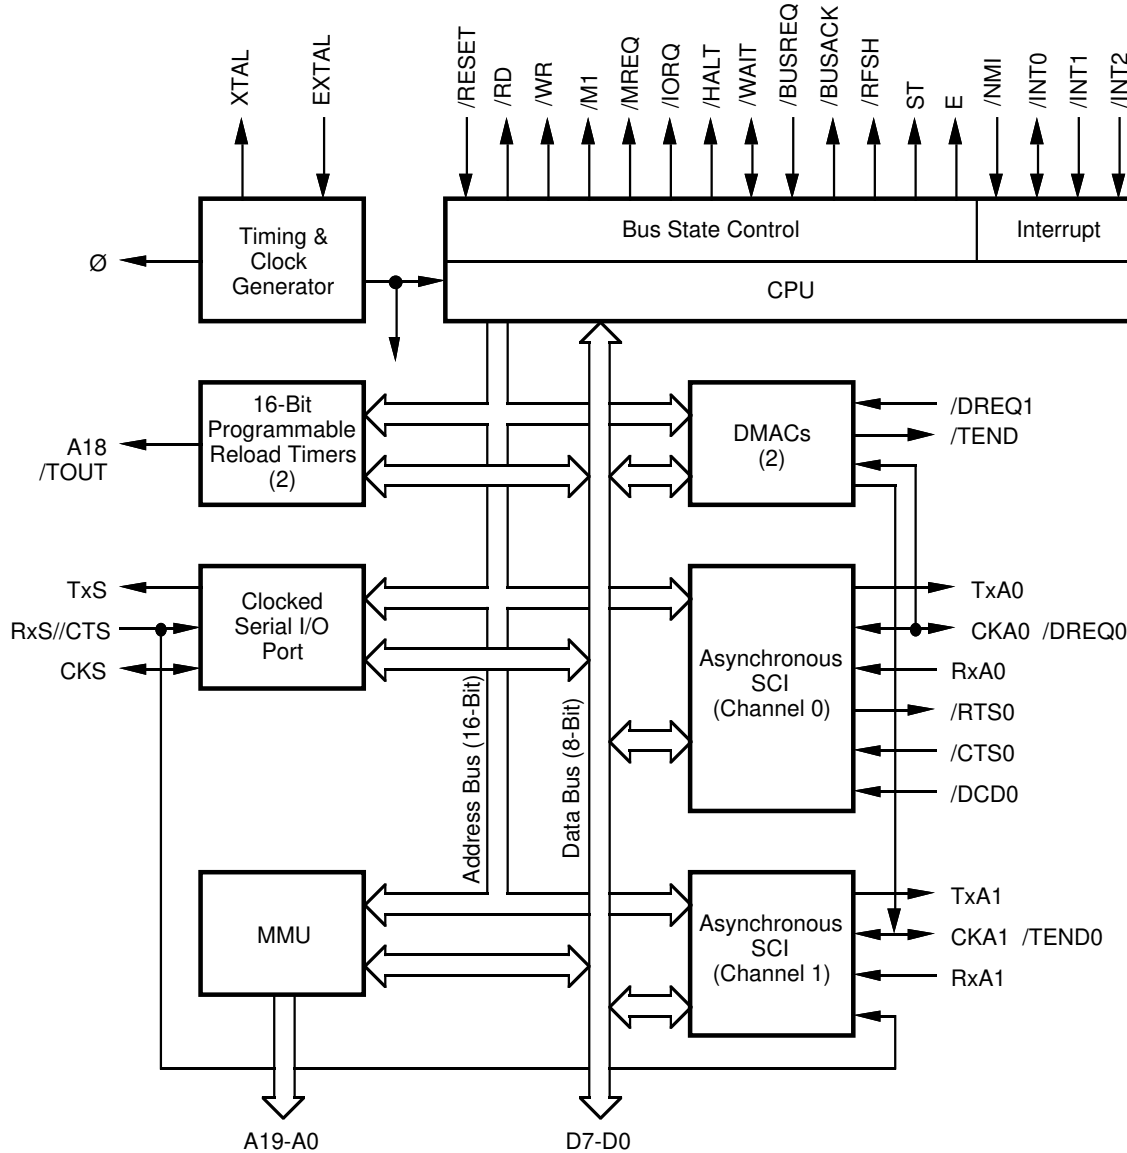 XTAL
EXTAL
/RESET
/RD
/WR
/M1
/MREQ
/IORQ
/HALT
/WAIT
/BUSREQ
/BUSACK
/RFSH
ST
E
/NMI
/INT0
/INT1
/INT2
Timing &
Clock
Generator
Ø
Bus State Control
Interrupt
CPU
16-Bit
Programmable
Reload Timers
(2)
A18
/TOUT
DMACs
(2)
/DREQ1
/TEND
TxS
RxS//CTS
CKS
Clocked
Serial I/O
Port
Address Bus (16-Bit)
Data Bus (8-Bit)
Asynchronous
SCI
(Channel 0)
TxA0
CKA0 /DREQ0
RxA0
/RTS0
/CTS0
/DCD0
MMU
Asynchronous
SCI
(Channel 1)
TxA1
CKA1 /TEND0
RxA1
A19-A0
D7-D0